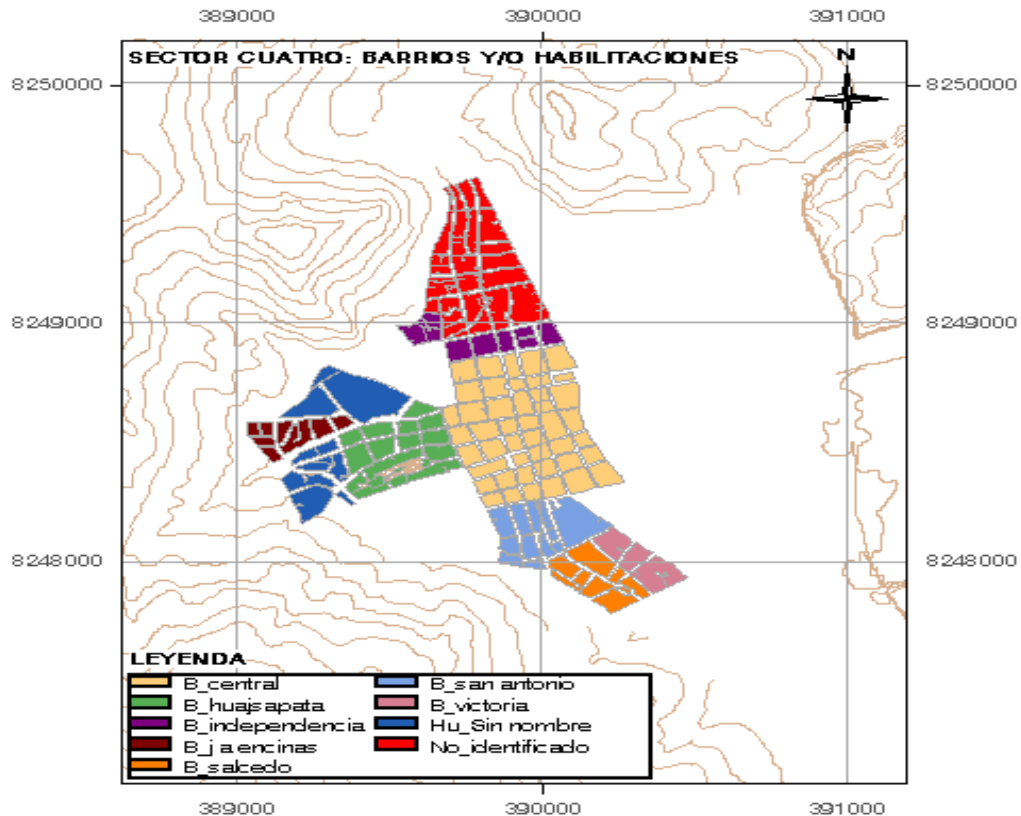 389000 390000 391000
SECTOR CUATRO: BARRIOS Y/O HABILITACIONES
N
8250000 8250000
8249000 8249000
8248000 8248000
LEYENDA
B_central B_san antonio
B_huajsapata B_victoria
B_independencia Hu_Sin nombre
B_j a encinas No_identificado
B_salcedo
389000 390000 391000